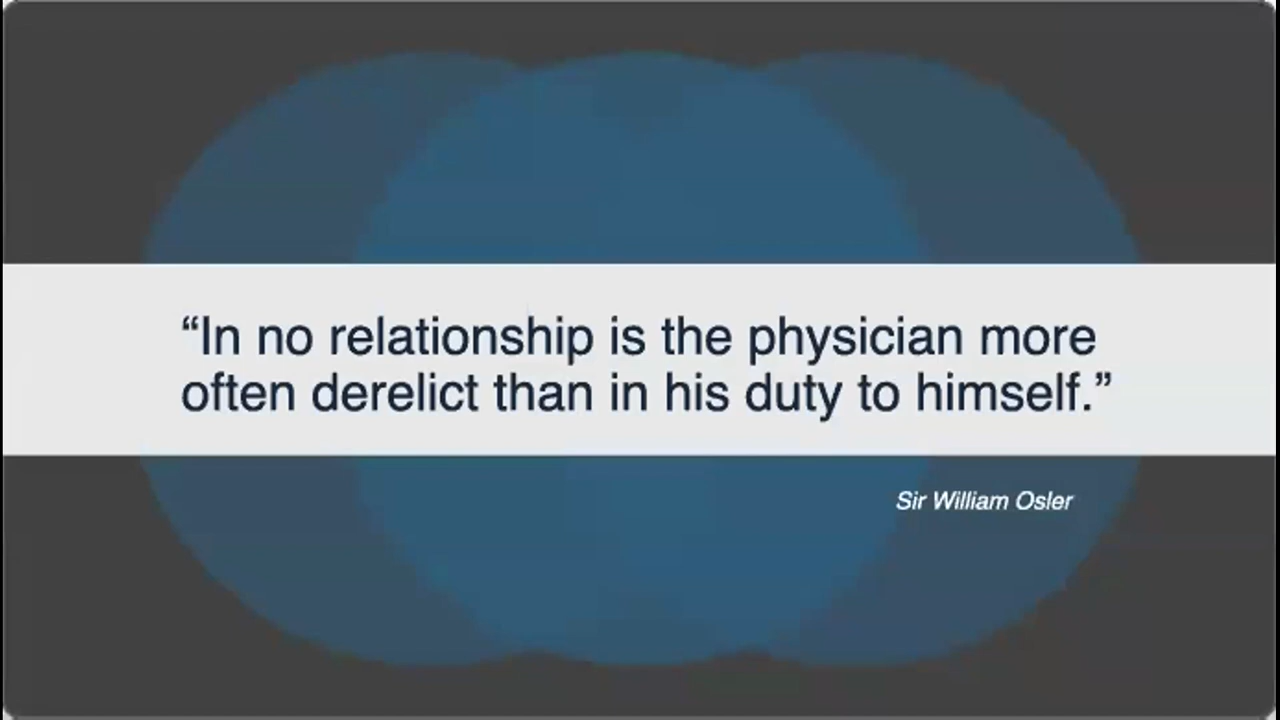 “In no relationship is the physician more
often derelict than in his duty to himself.”
Sir William Osler